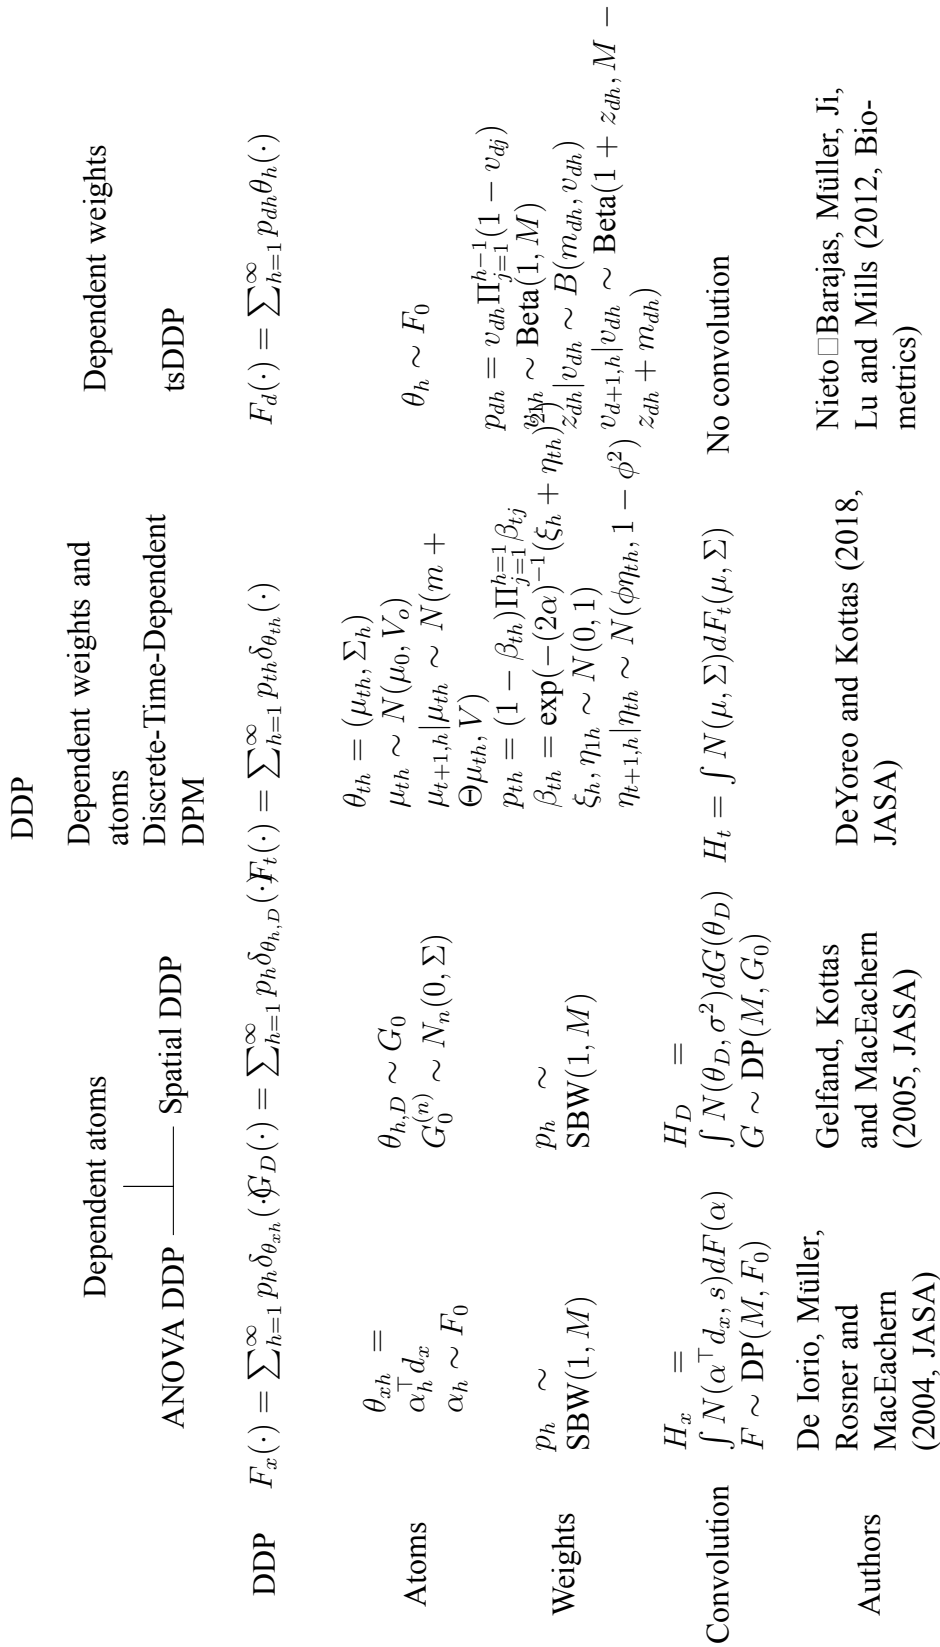 DDP
Dependent atoms
Dependent weights and
atoms
Dependent weights
ANOVA DDP
Spatial DDP
Discrete-Time-Dependent
DPM
tsDDP
DDP
F_x(·) = ∑_{h=1}^∞ p_h δ_{θ_{xh}}(·)
G_D(·) = ∑_{h=1}^∞ p_h δ_{θ_{h,D}}(·)
F_t(·) = ∑_{h=1}^∞ p_{th} δ_{θ_{th}}(·)
F_d(·) = ∑_{h=1}^∞ p_{dh} θ_h(·)
Atoms
θ_{xh} =
α_h^⊤ d_x
α_h ∼ F_0
θ_{h,D} ∼ G_0
G_0^{(n)} ∼ N_n(0, Σ)
θ_{th} = (μ_{th}, Σ_h)
μ_{th} ∼ N(μ_0, V_o)
μ_{t+1,h}|μ_{th} ∼ N(m +
Θμ_{th}, V)
θ_h ∼ F_0
Weights
p_h ∼
SBW(1, M)
p_h ∼
SBW(1, M)
p_{th} = (1 − β_{th})Π_{j=1}^{h=1} β_{tj}
β_{th} = exp(−(2α)^{−1}(ξ_h + η_{th})^2)
ξ_h, η_{1h} ∼ N(0, 1)
η_{t+1,h}|η_{th} ∼ N(φη_{th}, 1 − φ^2)
p_{dh} = v_{dh}Π_{j=1}^{h−1}(1 − v_{dj})
v_{1h} ∼ Beta(1, M)
z_{dh}|v_{dh} ∼ B(m_{dh}, v_{dh})
v_{d+1,h}|v_{dh} ∼ Beta(1 + z_{dh}, M −
z_{dh} + m_{dh})
Convolution
H_x =
∫ N(α^⊤ d_x, s)dF(α)
F ∼ DP(M, F_0)
H_D =
∫ N(θ_D, σ^2)dG(θ_D)
G ∼ DP(M, G_0)
H_t = ∫ N(μ, Σ)dF_t(μ, Σ)
No convolution
Authors
De Iorio, Müller,
Rosner and
MacEachern
(2004, JASA)
Gelfand, Kottas
and MacEachern
(2005, JASA)
DeYoreo and Kottas (2018,
JASA)
Nieto□Barajas, Müller, Ji,
Lu and Mills (2012, Bio-
metrics)